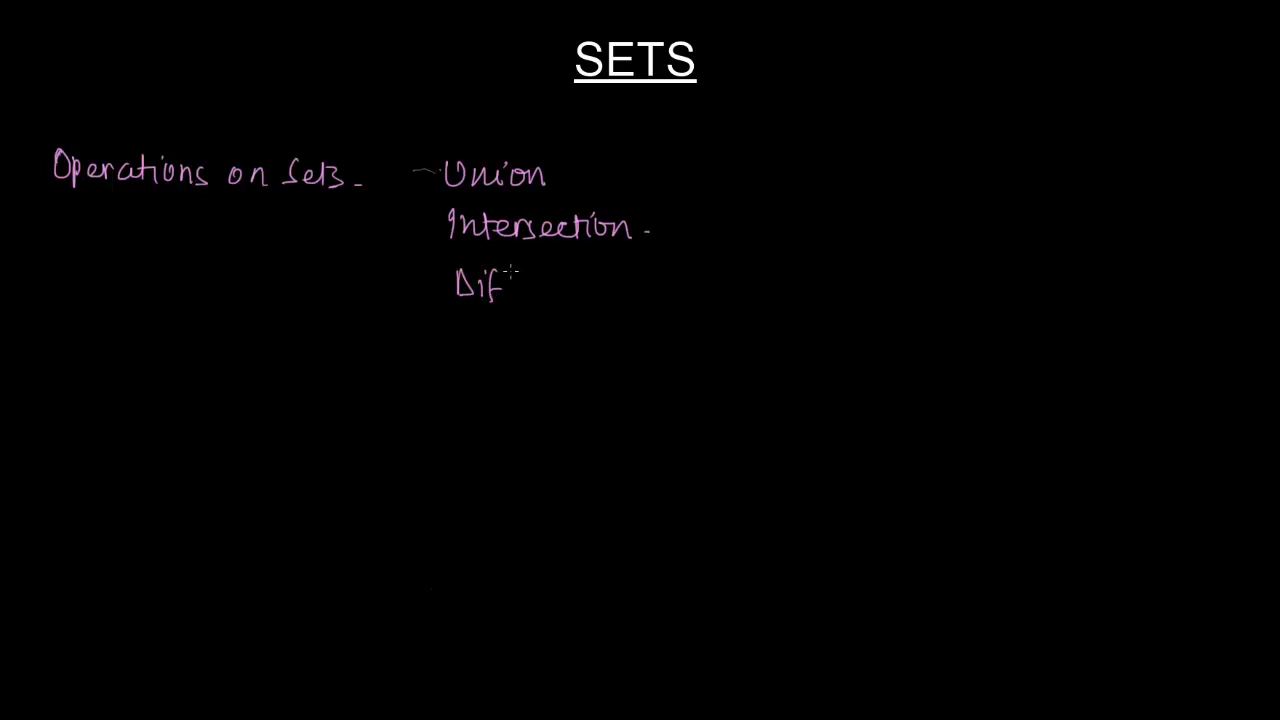 SETS
Operations on Sets. - Union
Intersection.
Dif